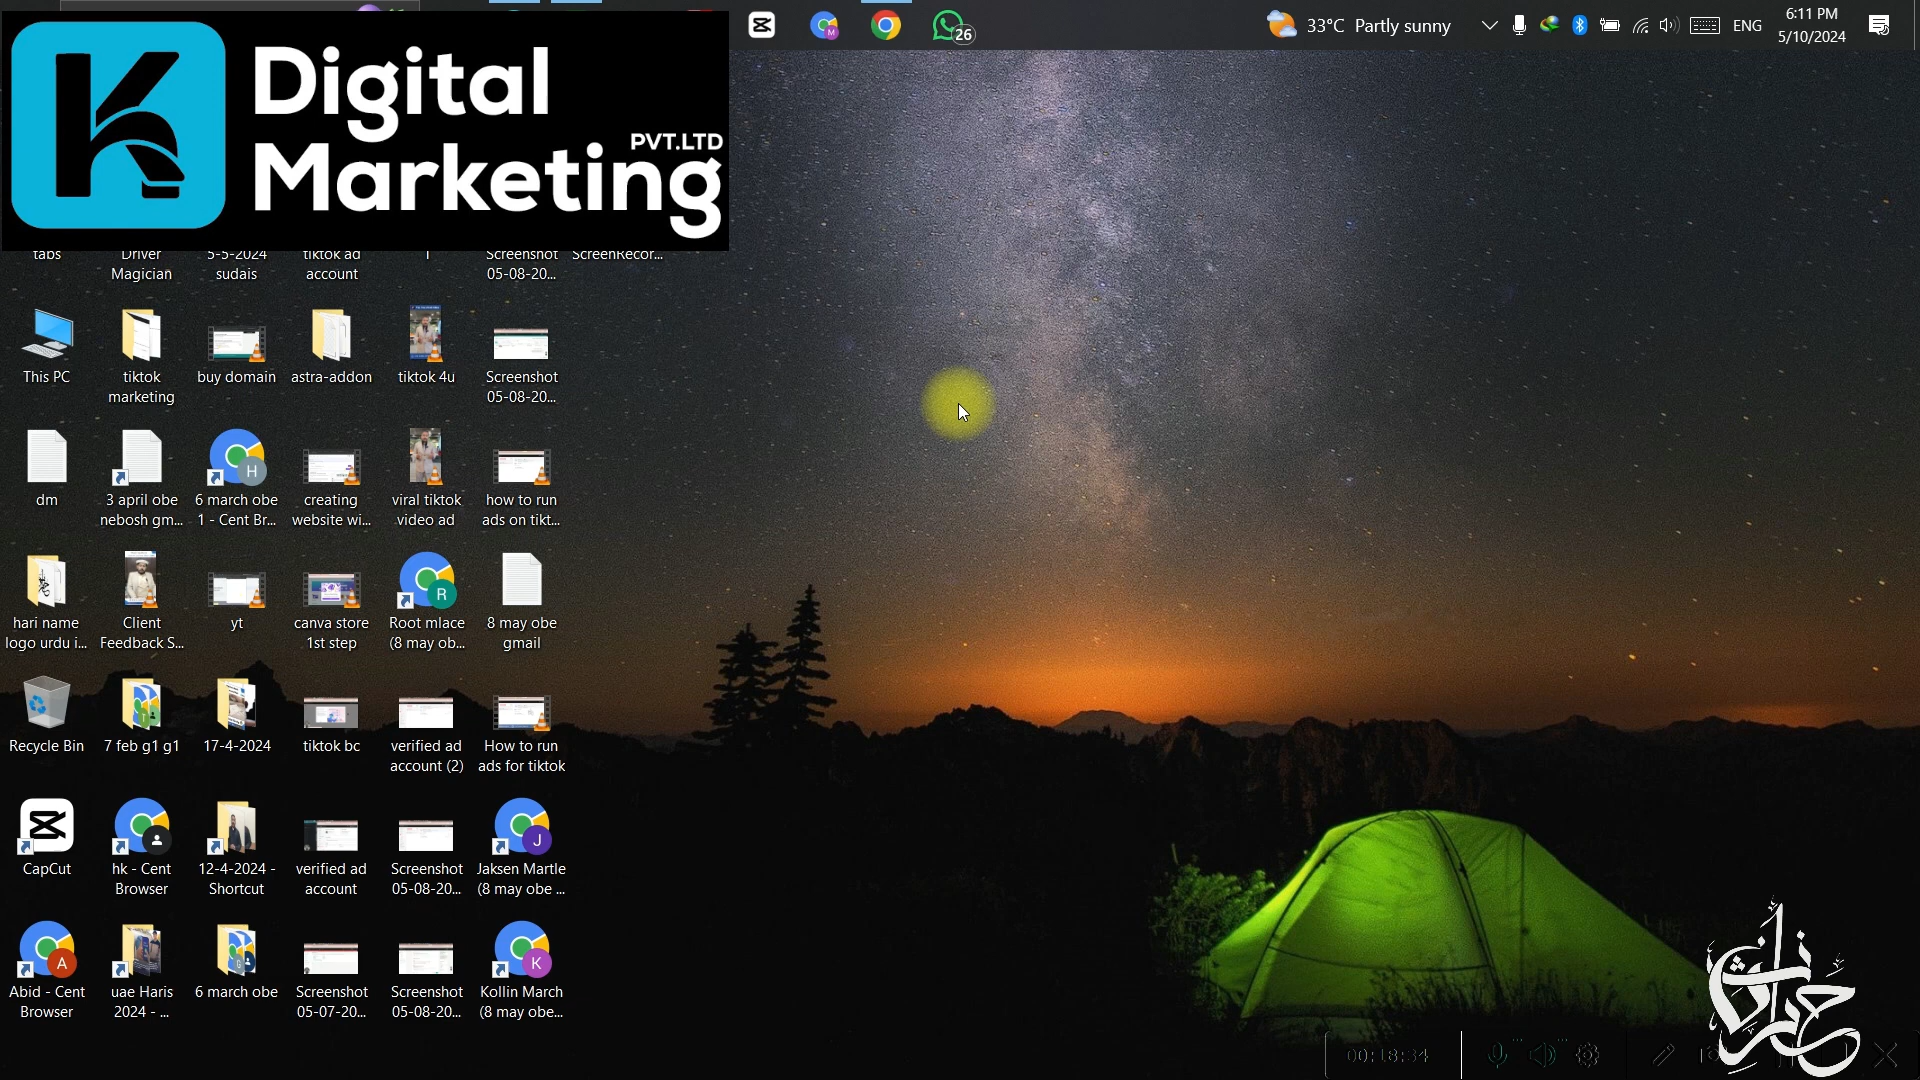 26
33°C Partly sunny
ENG
6:11 PM
5/10/2024
Digital
PVT.LTD
Marketing
tabs
Driver
Magician
5-5-2024
sudais
tiktok ad
account
Screenshot
05-08-20...
ScreenRecor...
This PC
tiktok
marketing
buy domain
astra-addon
tiktok 4u
Screenshot
05-08-20...
dm
3 april obe
nebosh gm...
6 march obe
1 - Cent Br...
creating
website wi...
viral tiktok
video ad
how to run
ads on tikt...
hari name
logo urdu i...
Client
Feedback S...
yt
canva store
1st step
Root mlace
(8 may ob...
8 may obe
gmail
Recycle Bin
7 feb g1 g1
17-4-2024
tiktok bc
verified ad
account (2)
How to run
ads for tiktok
CapCut
hk - Cent
Browser
12-4-2024 -
Shortcut
verified ad
account
Screenshot
05-08-20...
Jaksen Martle
(8 may obe ...
Abid - Cent
Browser
uae Haris
2024 - ...
6 march obe
Screenshot
05-07-20...
Screenshot
05-08-20...
Kollin March
(8 may obe...
00:18:34